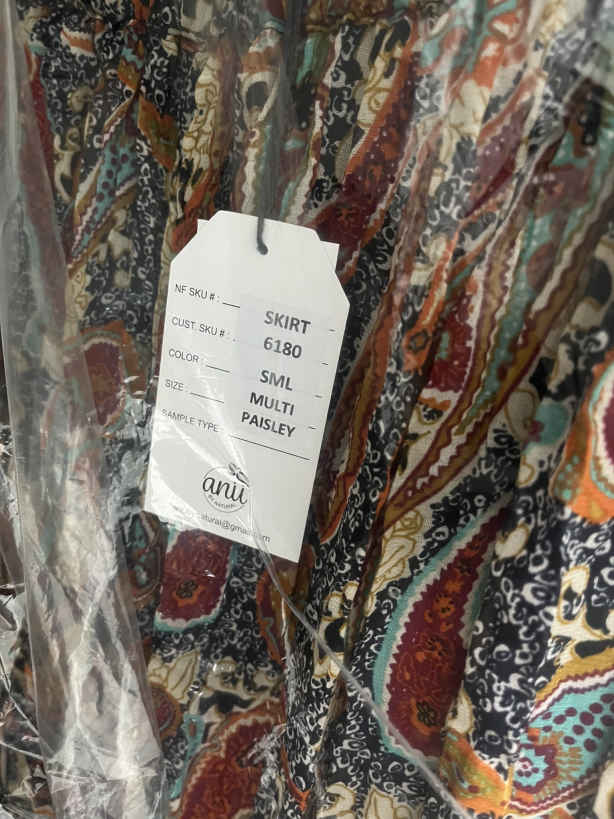 NF SKU # :
SKIRT
CUST. SKU # :
6180
COLOR :
SML
SIZE :
MULTI
SAMPLE TYPE
PAISLEY
anu